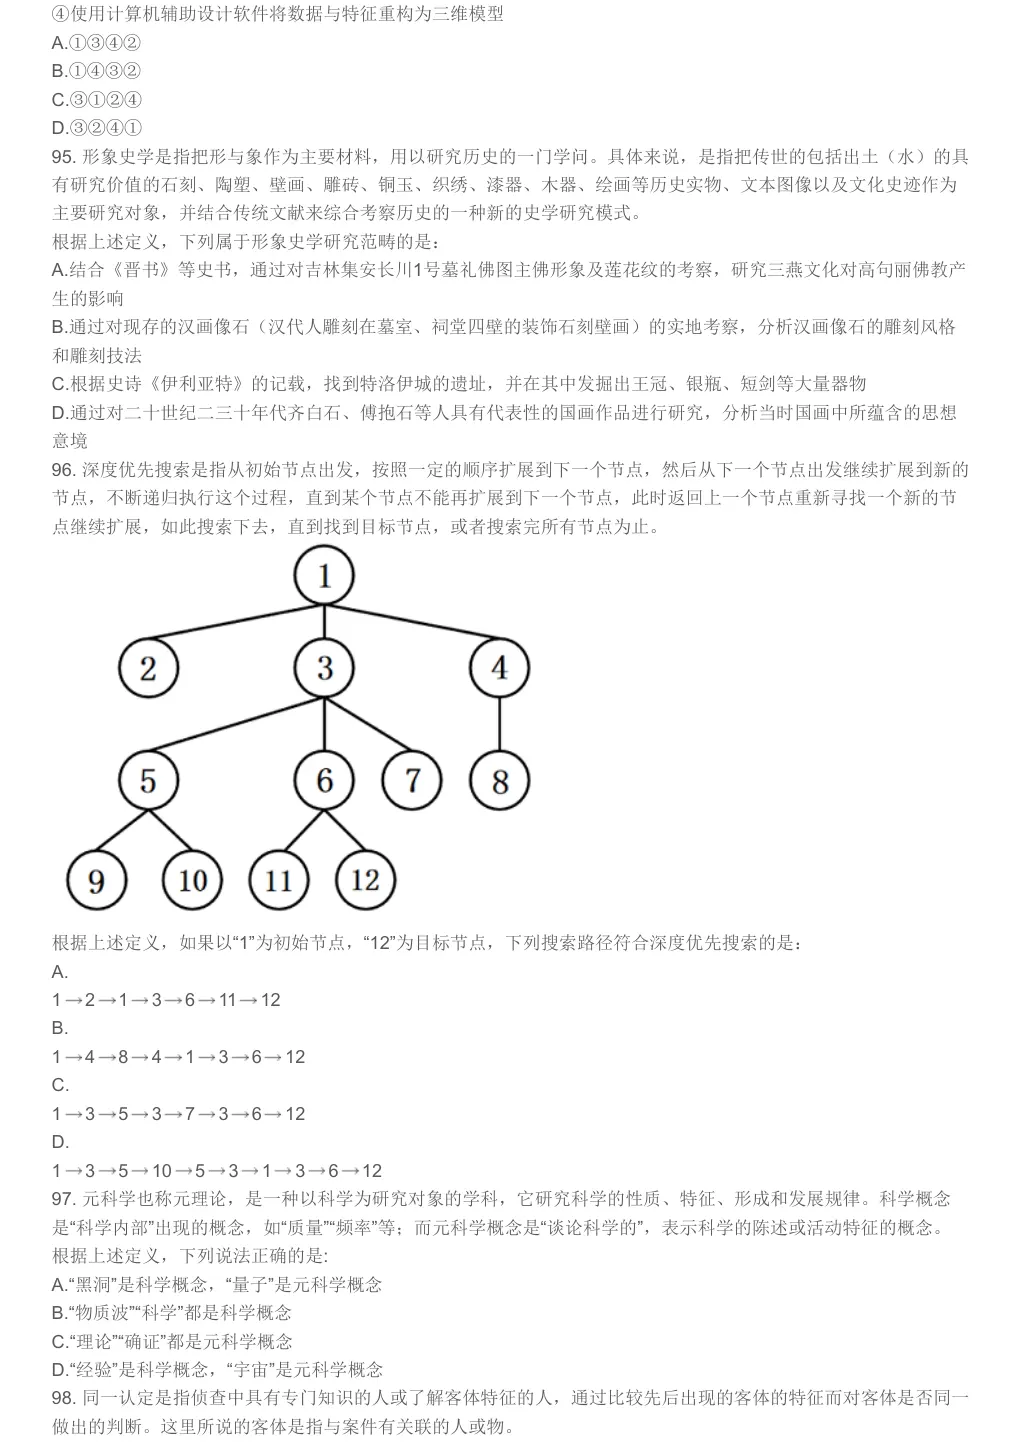 ④使用计算机辅助设计软件将数据与特征重构为三维模型
A.①③④②
B.①④③②
C.③①②④
D.③②④①
95. 形象史学是指把形与象作为主要材料，用以研究历史的一门学问。具体来说，是指把传世的包括出土（水）的具
有研究价值的石刻、陶塑、壁画、雕砖、铜玉、织绣、漆器、木器、绘画等历史实物、文本图像以及文化史迹作为
主要研究对象，并结合传统文献来综合考察历史的一种新的史学研究模式。
根据上述定义，下列属于形象史学研究范畴的是：
A.结合《晋书》等史书，通过对吉林集安长川1号墓礼佛图主佛形象及莲花纹的考察，研究三燕文化对高句丽佛教产
生的影响
B.通过对现存的汉画像石（汉代人雕刻在墓室、祠堂四壁的装饰石刻壁画）的实地考察，分析汉画像石的雕刻风格
和雕刻技法
C.根据史诗《伊利亚特》的记载，找到特洛伊城的遗址，并在其中发掘出王冠、银瓶、短剑等大量器物
D.通过对二十世纪二三十年代齐白石、傅抱石等人具有代表性的国画作品进行研究，分析当时国画中所蕴含的思想
意境
96. 深度优先搜索是指从初始节点出发，按照一定的顺序扩展到下一个节点，然后从下一个节点出发继续扩展到新的
节点，不断递归执行这个过程，直到某个节点不能再扩展到下一个节点，此时返回上一个节点重新寻找一个新的节
点继续扩展，如此搜索下去，直到找到目标节点，或者搜索完所有节点为止。
1
2 3 4
5 6 7 8
9 10 11 12
根据上述定义，如果以“1”为初始节点，“12”为目标节点，下列搜索路径符合深度优先搜索的是：
A.
1→2→1→3→6→11→12
B.
1→4→8→4→1→3→6→12
C.
1→3→5→3→7→3→6→12
D.
1→3→5→10→5→3→1→3→6→12
97. 元科学也称元理论，是一种以科学为研究对象的学科，它研究科学的性质、特征、形成和发展规律。科学概念
是“科学内部”出现的概念，如“质量”“频率”等；而元科学概念是“谈论科学的”，表示科学的陈述或活动特征的概念。
根据上述定义，下列说法正确的是:
A.“黑洞”是科学概念，“量子”是元科学概念
B.“物质波”“科学”都是科学概念
C.“理论”“确证”都是元科学概念
D.“经验”是科学概念，“宇宙”是元科学概念
98. 同一认定是指侦查中具有专门知识的人或了解客体特征的人，通过比较先后出现的客体的特征而对客体是否同一
做出的判断。这里所说的客体是指与案件有关联的人或物。